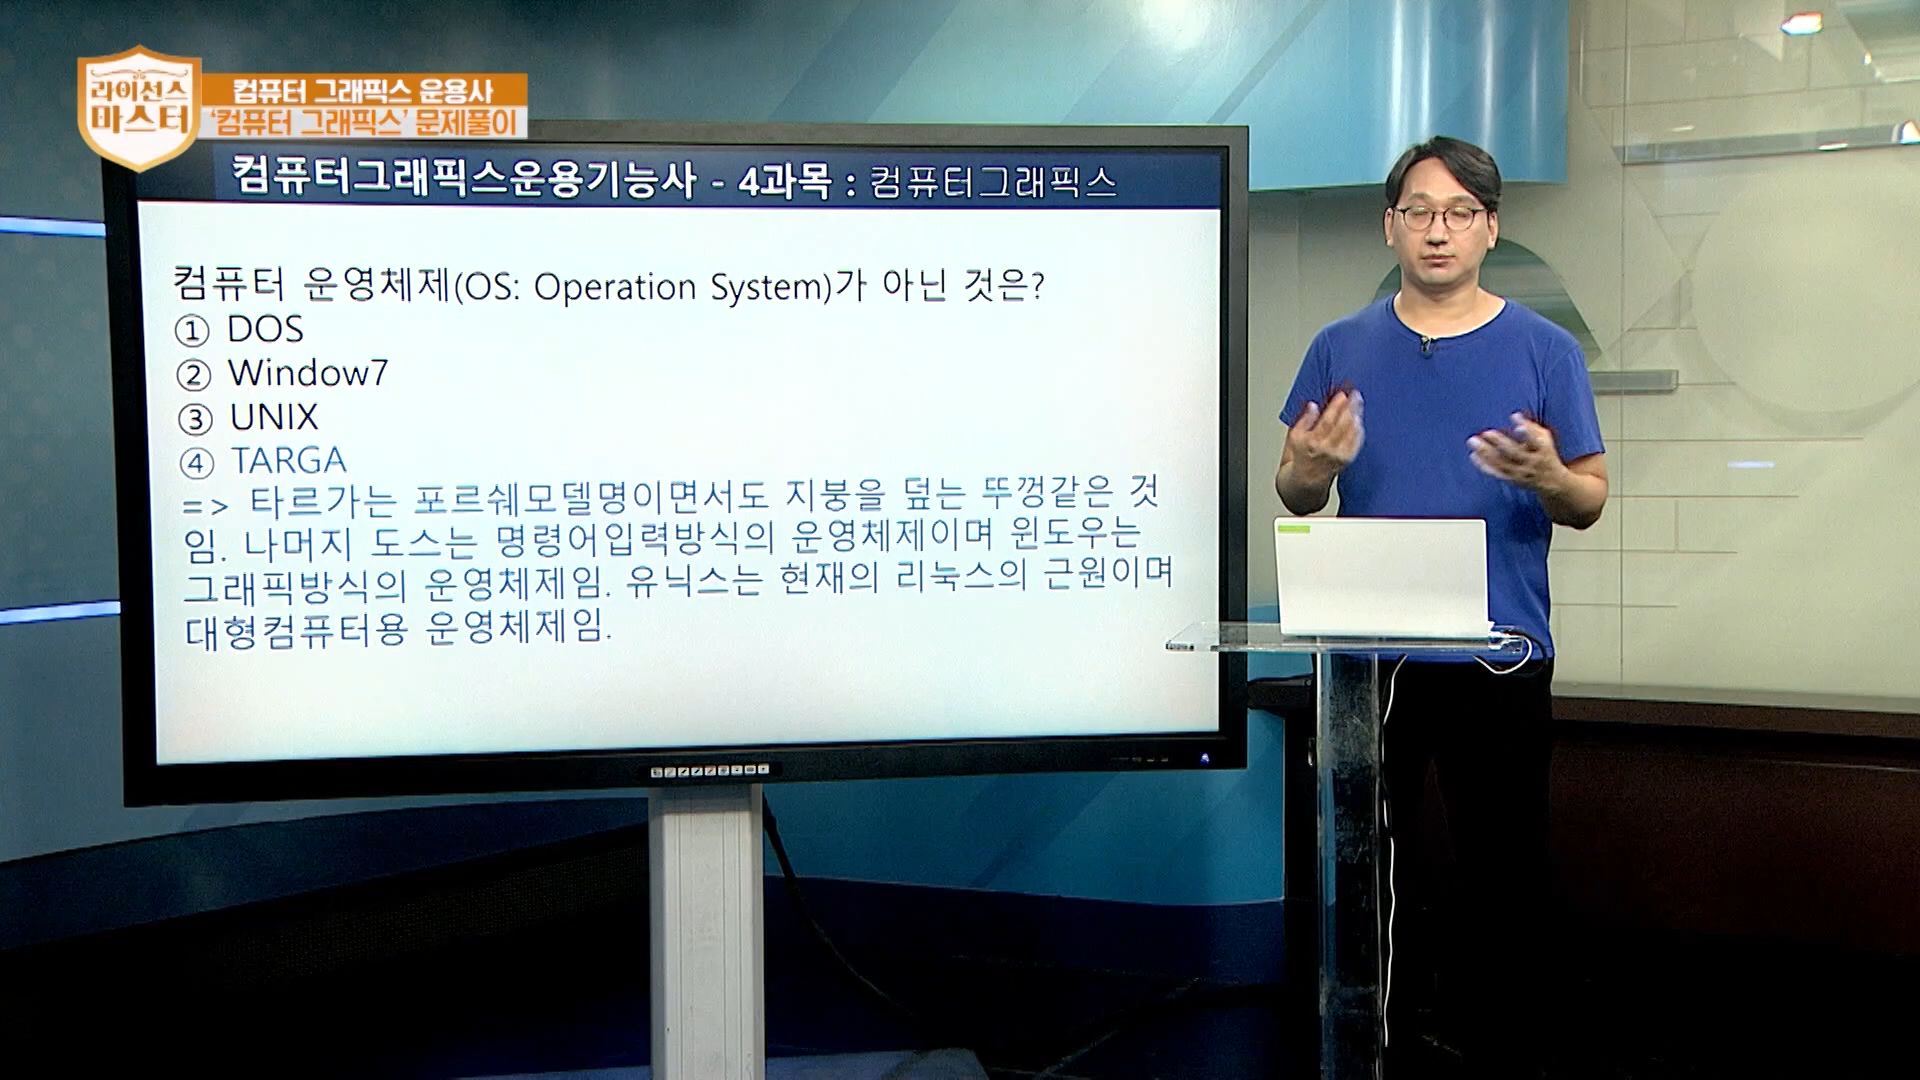 라이선스
마스터
컴퓨터 그래픽스 운용사
‘컴퓨터 그래픽스’ 문제풀이
컴퓨터그래픽스운용기능사 - 4과목 : 컴퓨터그래픽스
컴퓨터 운영체제(OS: Operation System)가 아닌 것은?
① DOS
② Window7
③ UNIX
④ TARGA
=> 타르가는 포르쉐모델명이면서도 지붕을 덮는 뚜껑같은 것
임. 나머지 도스는 명령어입력방식의 운영체제이며 윈도우는
그래픽방식의 운영체제임. 유닉스는 현재의 리눅스의 근원이며
대형컴퓨터용 운영체제임.